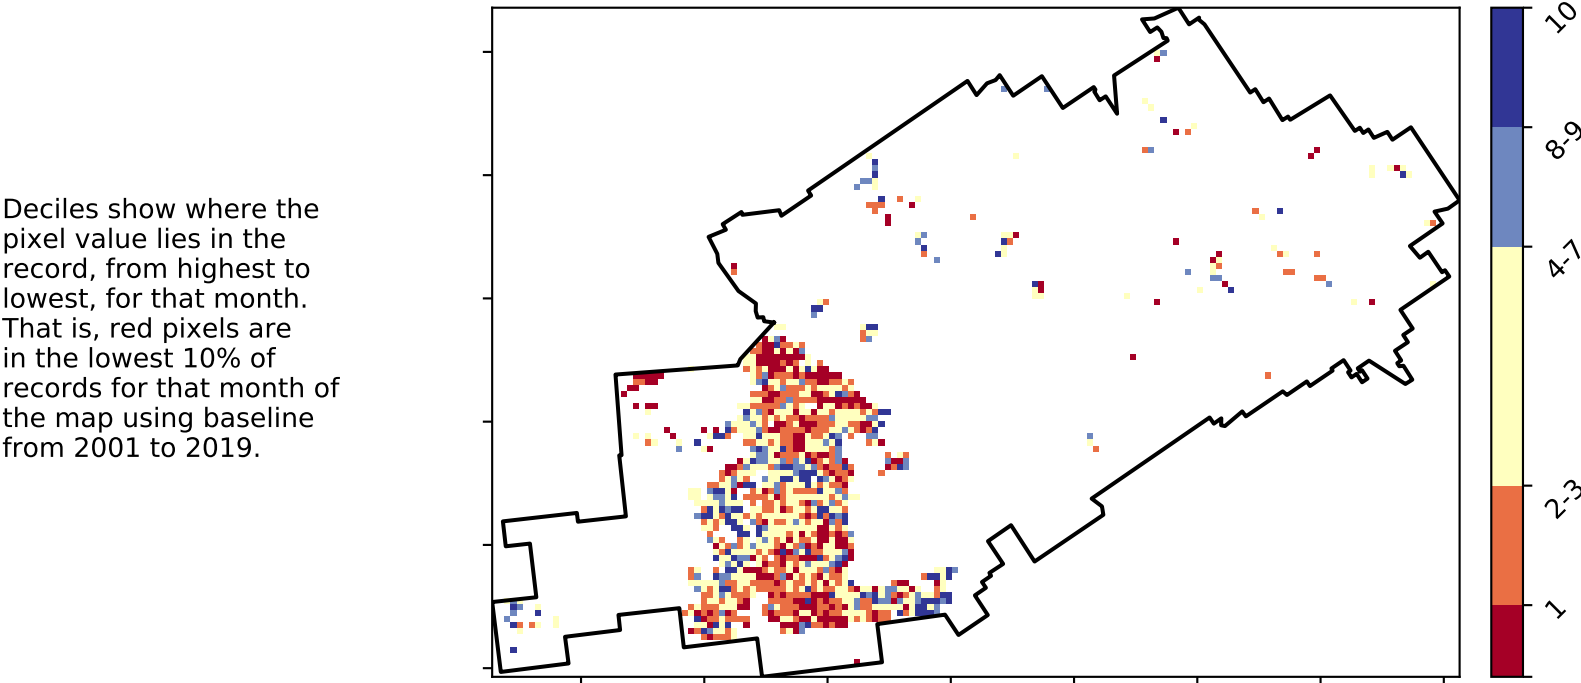 Deciles show where the
pixel value lies in the
record, from highest to
lowest, for that month.
That is, red pixels are
in the lowest 10% of
records for that month of
the map using baseline
from 2001 to 2019.
10
8-9
4-7
2-3
1